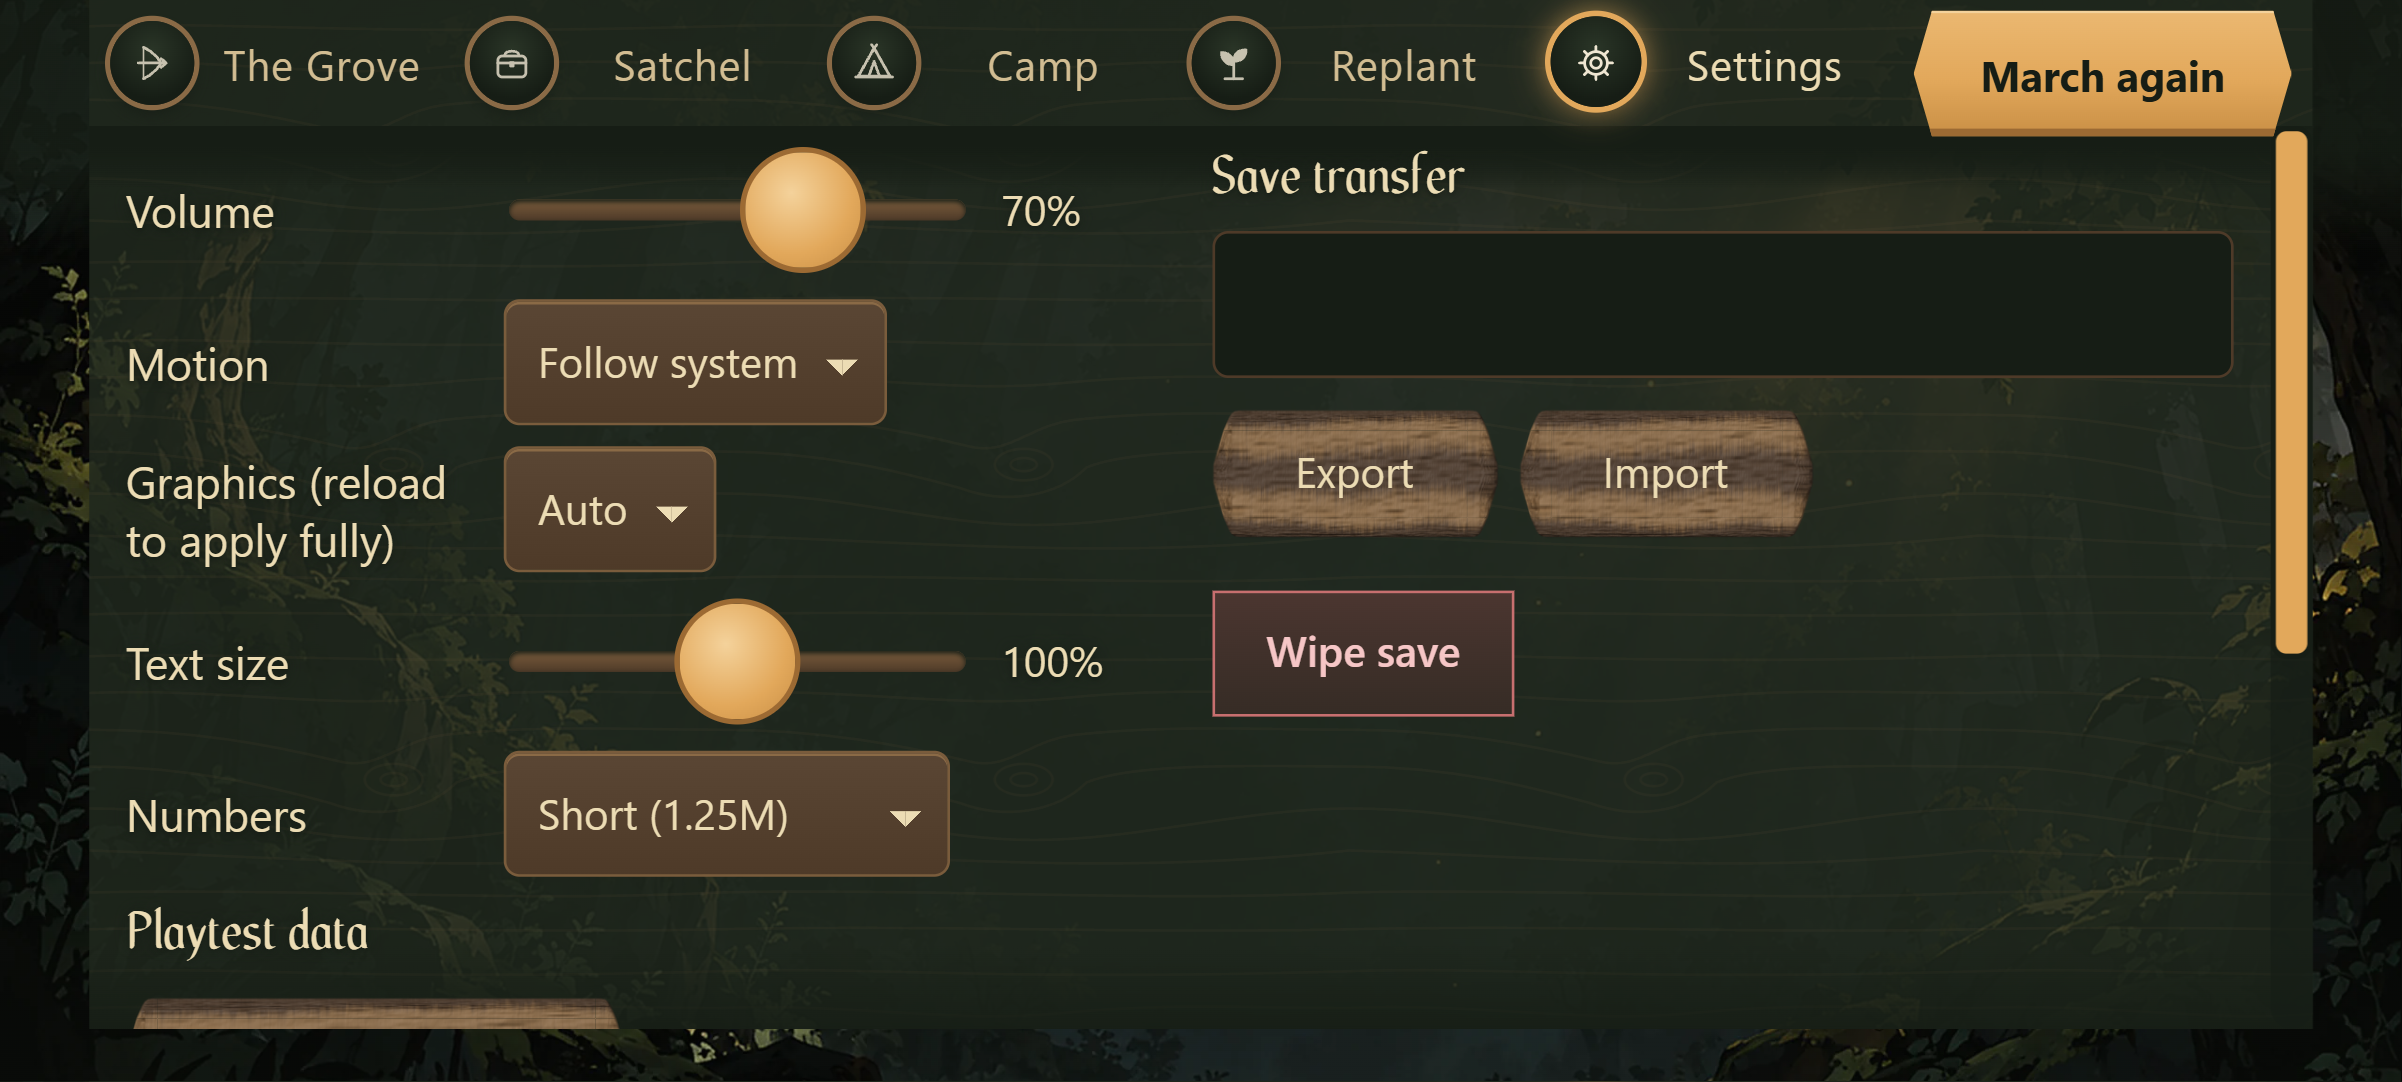 The Grove
Satchel
Camp
Replant
Settings
March again
Volume
70%
Motion
Follow system
Graphics (reload
to apply fully)
Auto
Text size
100%
Numbers
Short (1.25M)
Playtest data
Save transfer
Export
Import
Wipe save